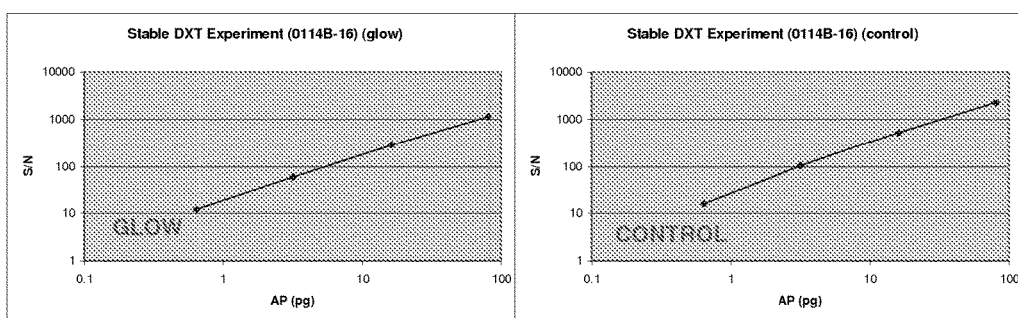 Stable DXT Experiment (0114B-16) (glow)
10000
1000
100
10
1
S/N
GLOW
0.1 1 10 100
AP (pg)
Stable DXT Experiment (0114B-16) (control)
10000
1000
100
10
1
S/N
CONTROL
0.1 1 10 100
AP (pg)